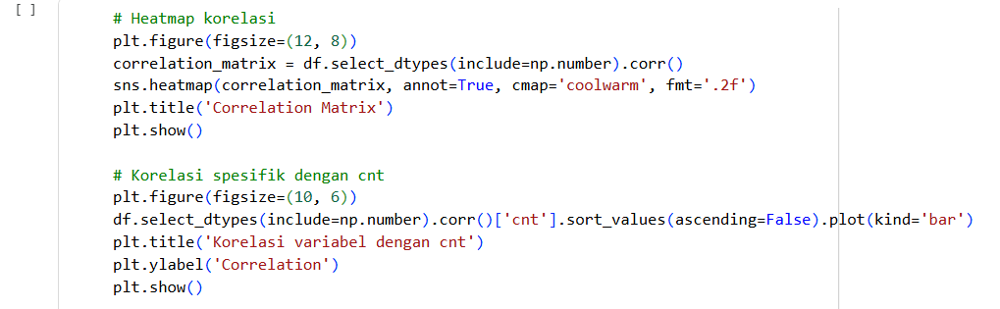 [ ]
# Heatmap korelasi
plt.figure(figsize=(12, 8))
correlation_matrix = df.select_dtypes(include=np.number).corr()
sns.heatmap(correlation_matrix, annot=True, cmap='coolwarm', fmt='.2f')
plt.title('Correlation Matrix')
plt.show()

# Korelasi spesifik dengan cnt
plt.figure(figsize=(10, 6))
df.select_dtypes(include=np.number).corr()['cnt'].sort_values(ascending=False).plot(kind='bar')
plt.title('Korelasi variabel dengan cnt')
plt.ylabel('Correlation')
plt.show()